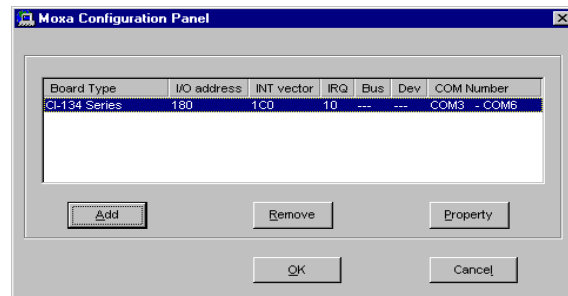 Moxa Configuration Panel
Board Type I/O address INT vector IRQ Bus Dev COM Number
CI-134 Series 180 1C0 10 --- --- COM3 - COM6
Add Remove Property
OK Cancel